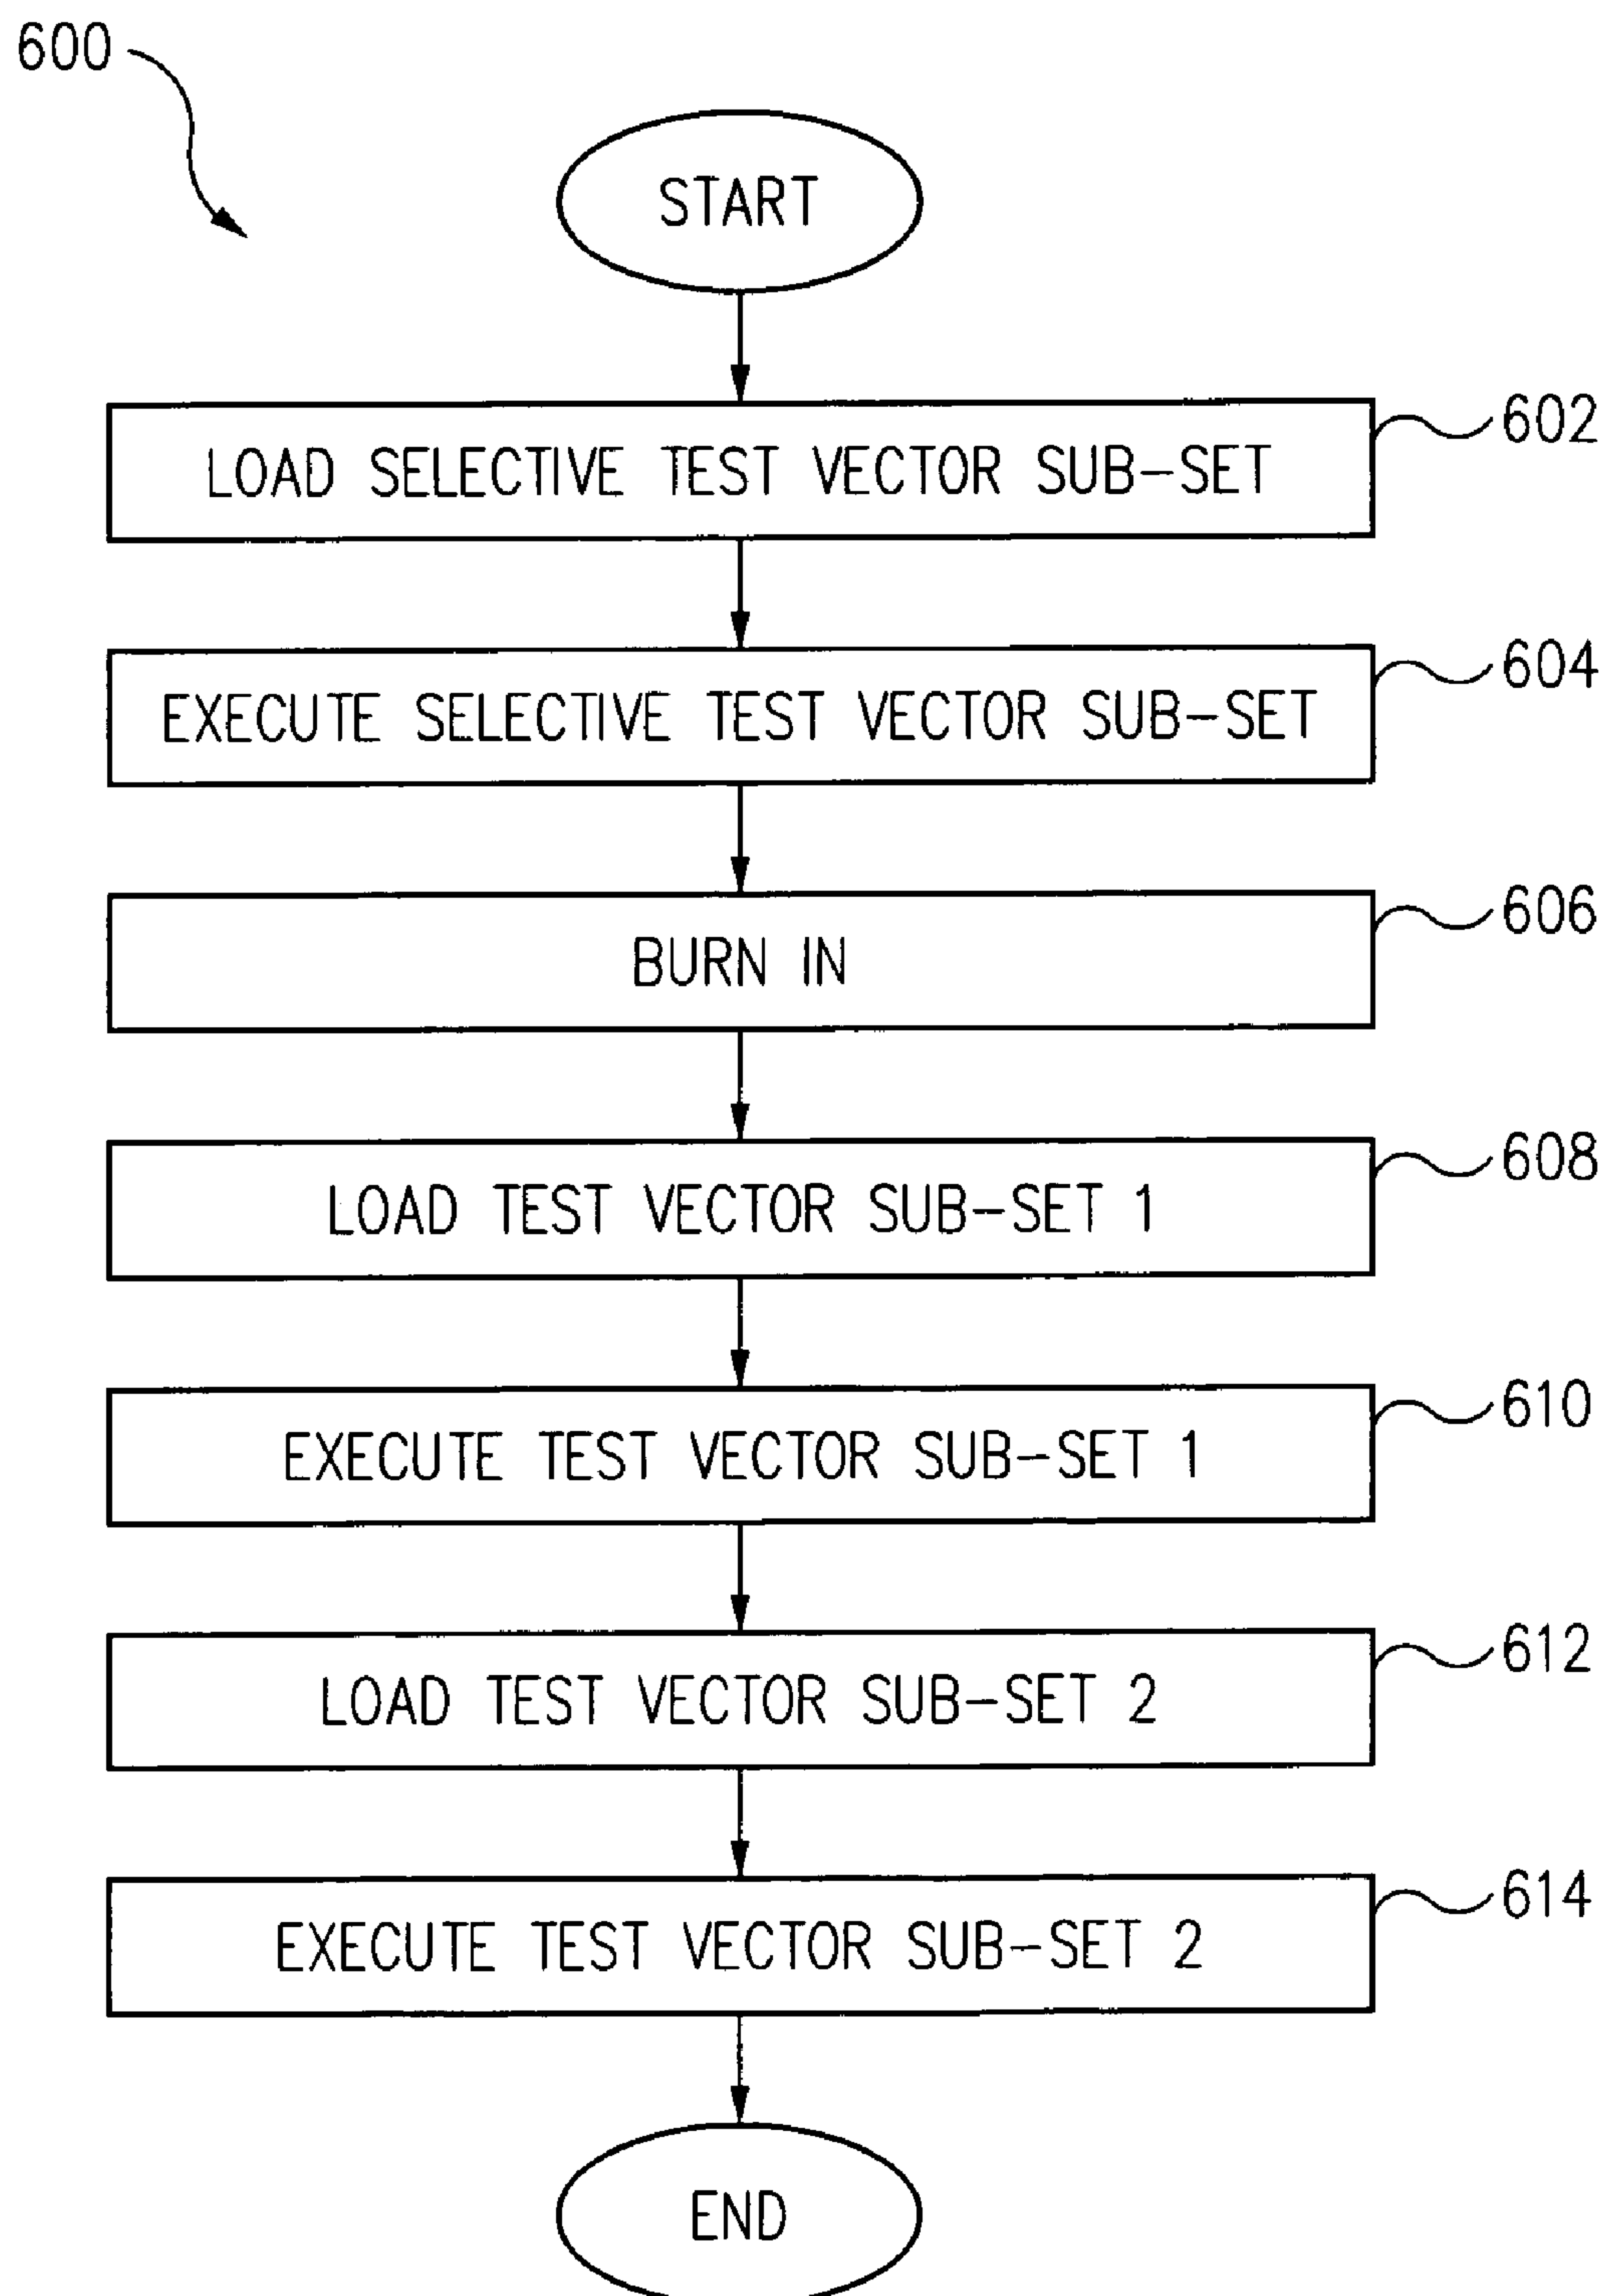 600
START
LOAD SELECTIVE TEST VECTOR SUB-SET
602
EXECUTE SELECTIVE TEST VECTOR SUB-SET
604
BURN IN
606
LOAD TEST VECTOR SUB-SET 1
608
EXECUTE TEST VECTOR SUB-SET 1
610
LOAD TEST VECTOR SUB-SET 2
612
EXECUTE TEST VECTOR SUB-SET 2
614
END